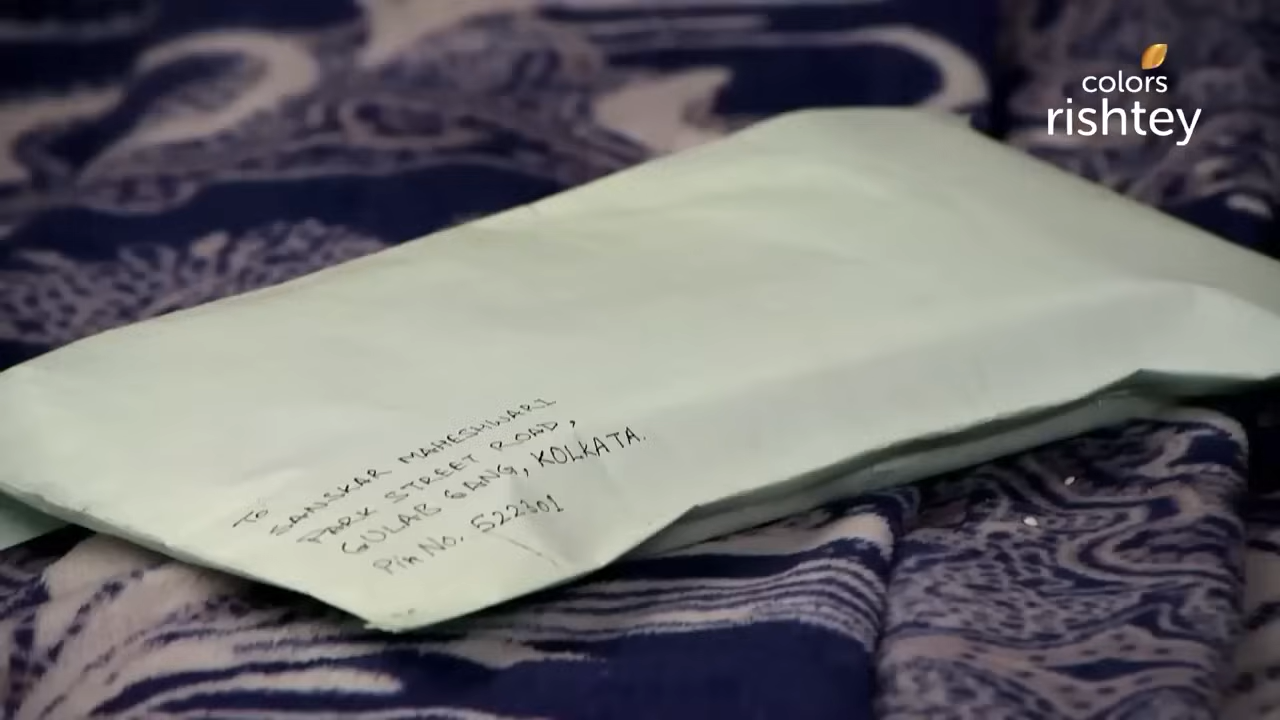 colors
rishtey
To
SANSKAR MAHESHWARI
PARK STREET ROAD,
GULAB GANG, KOLKATA.
Pin No. 522301